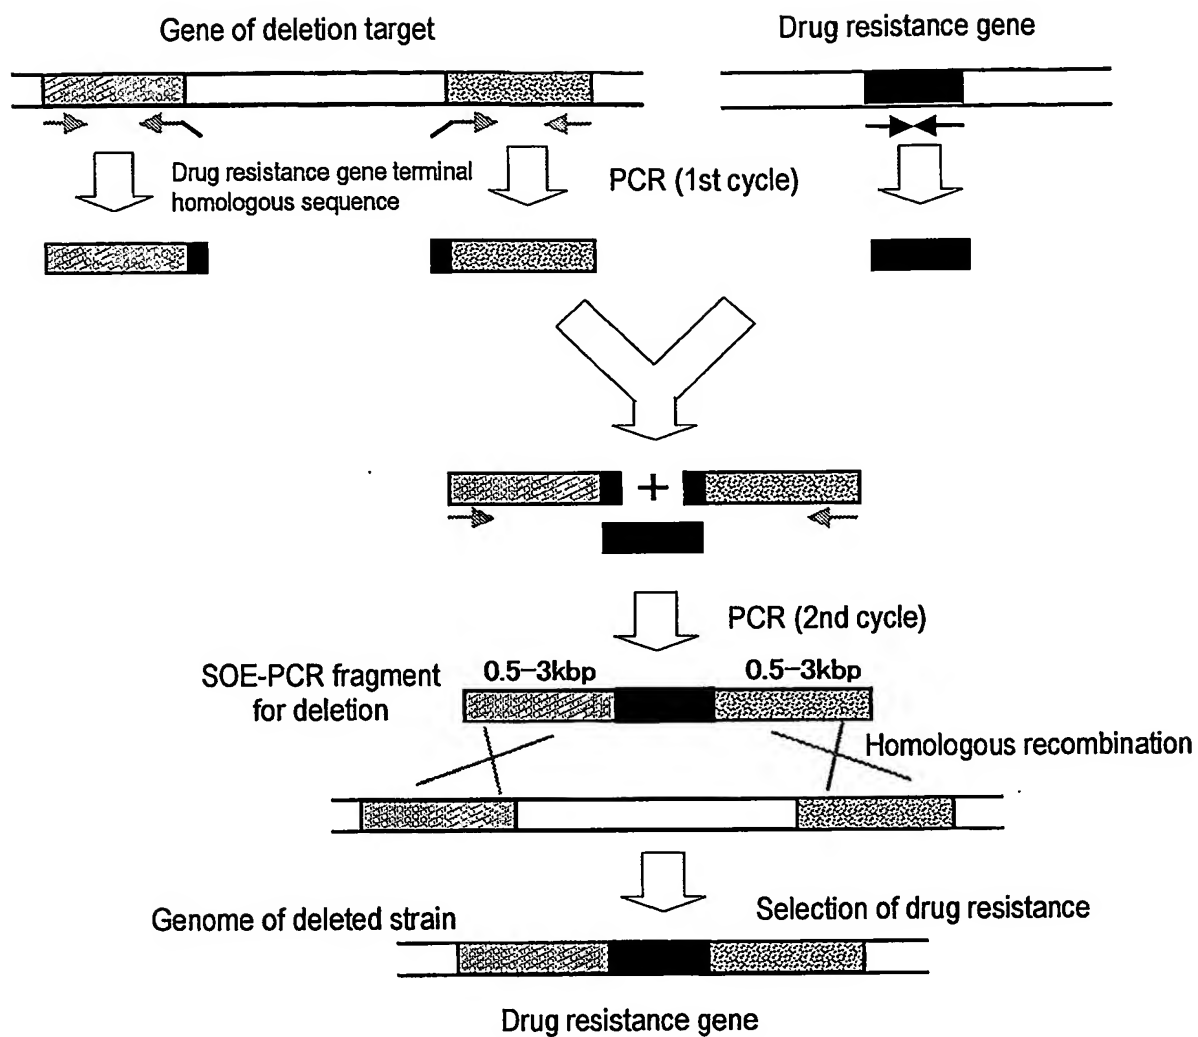 Gene of deletion target
Drug resistance gene
Drug resistance gene terminal
homologous sequence
PCR (1st cycle)
+
PCR (2nd cycle)
SOE-PCR fragment
for deletion
0.5–3kbp
0.5–3kbp
Homologous recombination
Genome of deleted strain
Selection of drug resistance
Drug resistance gene